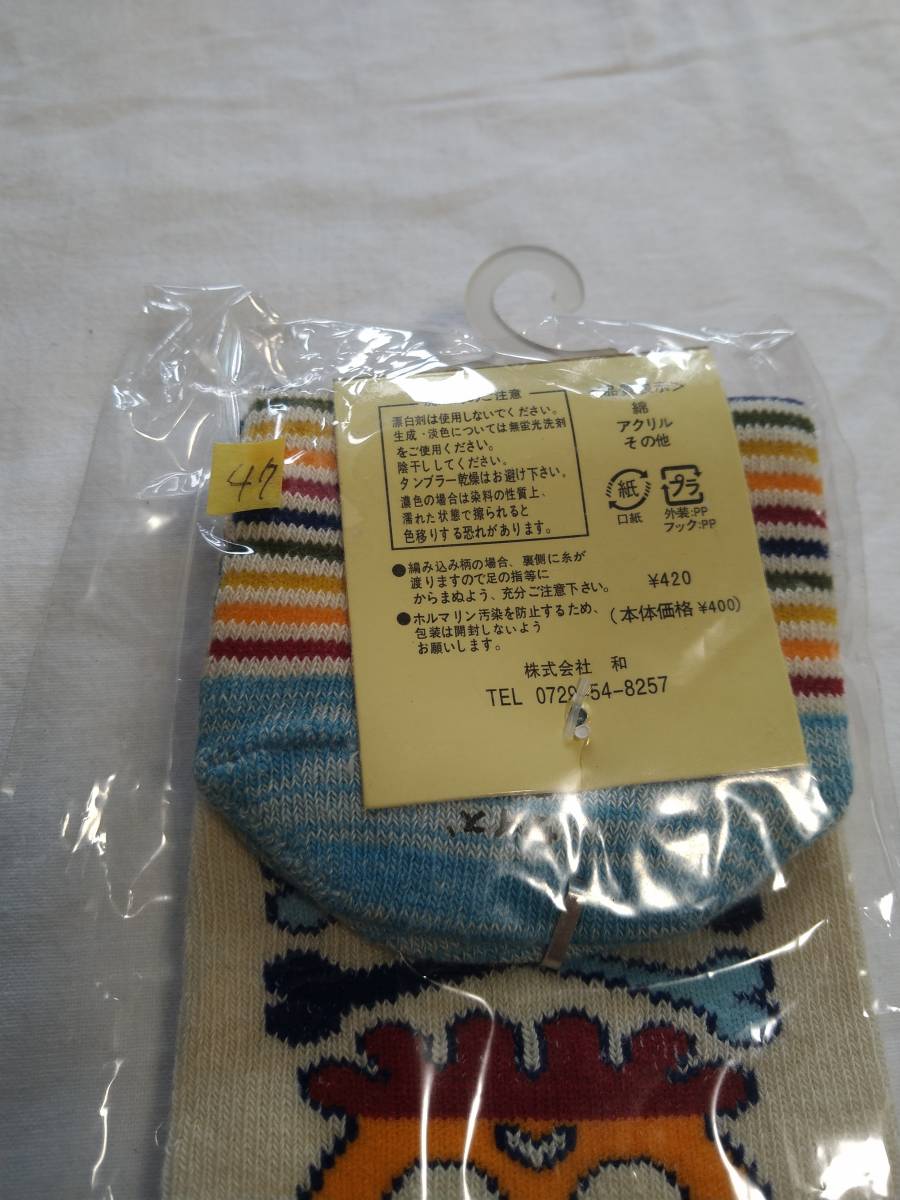 ご注意
漂白剤は使用しないでください。
生成・淡色については無蛍光洗剤
をご使用ください。
陰干ししてください。
タンブラー乾燥はお避け下さい。
濃色の場合は染料の性質上、
濡れた状態で擦られると
色移りする恐れがあります。
●編み込み柄の場合、裏側に糸が
渡りますので足の指等に
からまぬよう、充分ご注意下さい。
●ホルマリン汚染を防止するため、
包装は開封しないよう
お願いします。
綿
アクリル
その他
紙
口紙
プラ
外装:PP
フック:PP
¥420
(本体価格 ¥400)
株式会社 和
TEL 0729-54-8257
47
イズ